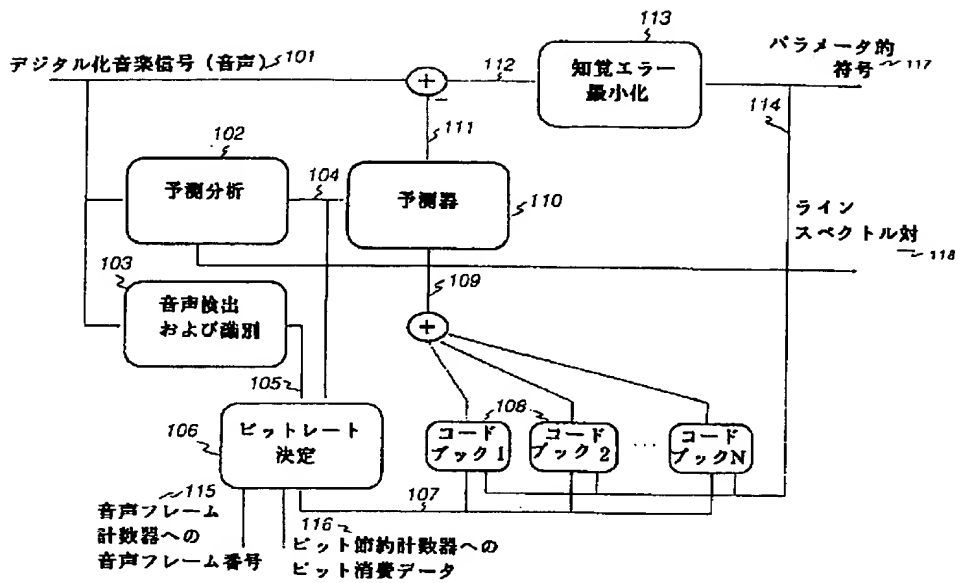 113
デジタル化音楽信号(音声) 101
+
−
112
知覚エラー
最小化
パラメータ的
符号 117
114
111
102
予測分析
104
予測器
110
ライン
スペクトル対
118
103
音声検出
および識別
109
+
105
106
ビットレート
決定
108
コード
ブック1
コード
ブック2
...
コード
ブックN
107
115
音声フレーム
計数器への
音声フレーム番号
116
ビット節約計数器への
ビット消費データ